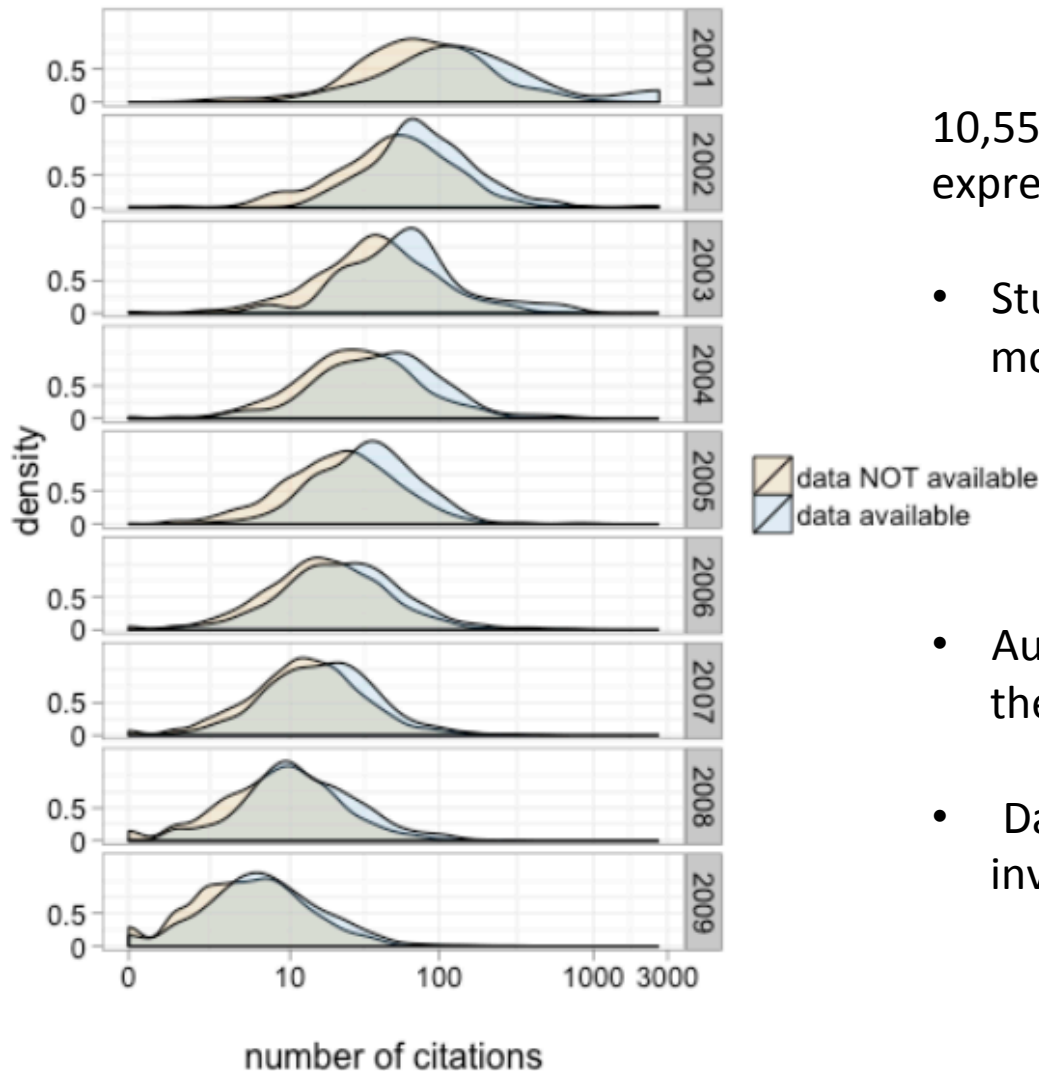 2001
0.5
0
2002
0.5
0
2003
0.5
0
2004
0.5
0
2005
0.5
0
2006
0.5
0
2007
0.5
0
2008
0.5
0
2009
0.5
0
density
0 10 100 1000 3000
number of citations
data NOT available
data available
10,55
expre
• Stu
mo
• Au
the
• Da
inv